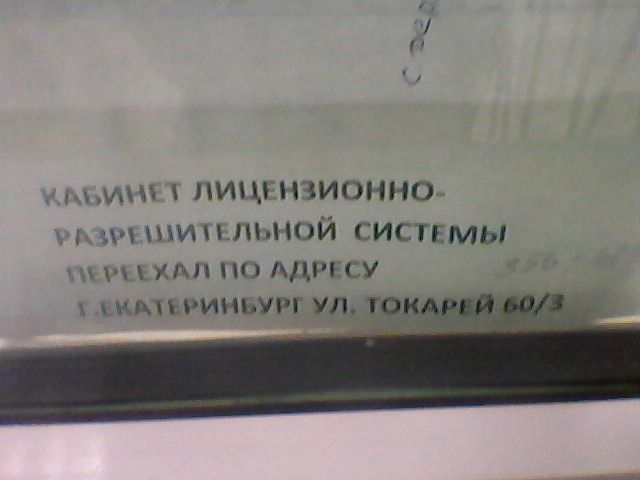 КАБИНЕТ ЛИЦЕНЗИОННО-
РАЗРЕШИТЕЛЬНОЙ СИСТЕМЫ
ПЕРЕЕХАЛ ПО АДРЕСУ
Г.ЕКАТЕРИНБУРГ УЛ. ТОКАРЕЙ 60/3